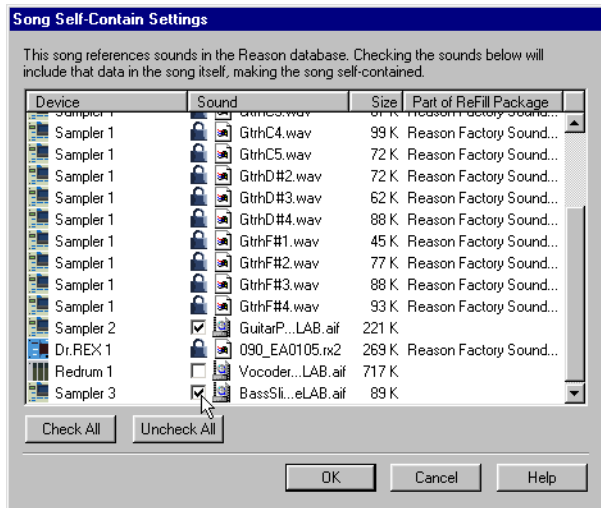 Song Self-Contain Settings
This song references sounds in the Reason database. Checking the sounds below will
include that data in the song itself, making the song self-contained.
Device Sound Size Part of ReFill Package
Sampler 1 GtrhC4.wav 99 K Reason Factory Sound...
Sampler 1 GtrhC5.wav 72 K Reason Factory Sound...
Sampler 1 GtrhD#2.wav 72 K Reason Factory Sound...
Sampler 1 GtrhD#3.wav 62 K Reason Factory Sound...
Sampler 1 GtrhD#4.wav 88 K Reason Factory Sound...
Sampler 1 GtrhF#1.wav 45 K Reason Factory Sound...
Sampler 1 GtrhF#2.wav 77 K Reason Factory Sound...
Sampler 1 GtrhF#3.wav 88 K Reason Factory Sound...
Sampler 1 GtrhF#4.wav 93 K Reason Factory Sound...
Sampler 2 GuitarP...LAB.aif 221 K
Dr.REX 1 090_EA0105.rx2 269 K Reason Factory Sound...
Redrum 1 Vocoder...LAB.aif 717 K
Sampler 3 BassSli...eLAB.aif 89 K
Check All Uncheck All
OK Cancel Help